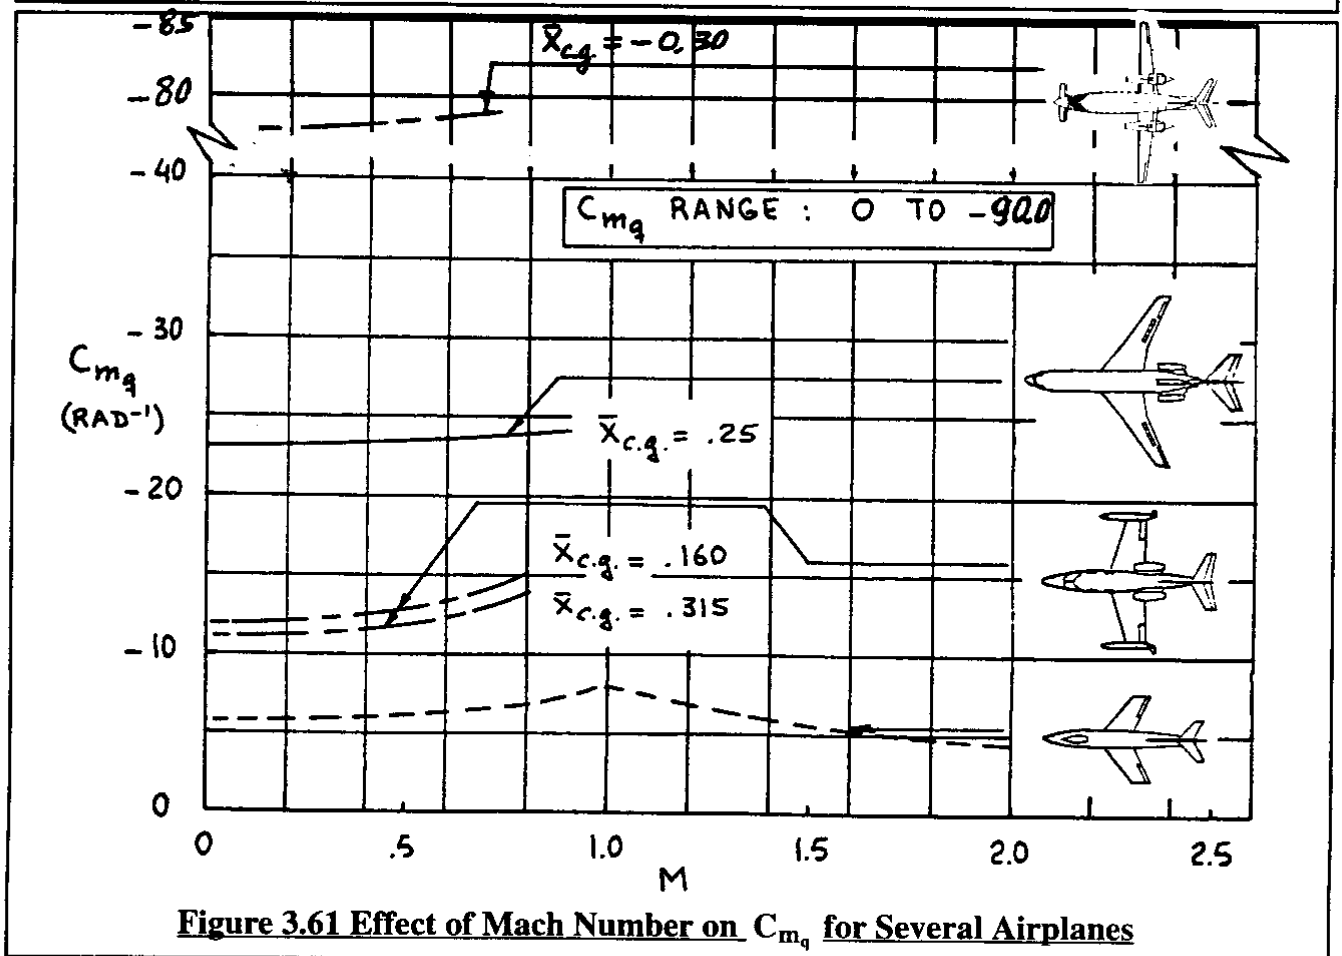 -85
X̄c.g. = -0.30
-80
-40
Cmq RANGE : 0 TO -90.0
-30
Cmq
(RAD⁻¹)
X̄c.g. = .25
-20
X̄c.g. = .160
X̄c.g. = .315
-10
0
0 .5 1.0 1.5 2.0 2.5
M
Figure 3.61 Effect of Mach Number on Cmq for Several Airplanes